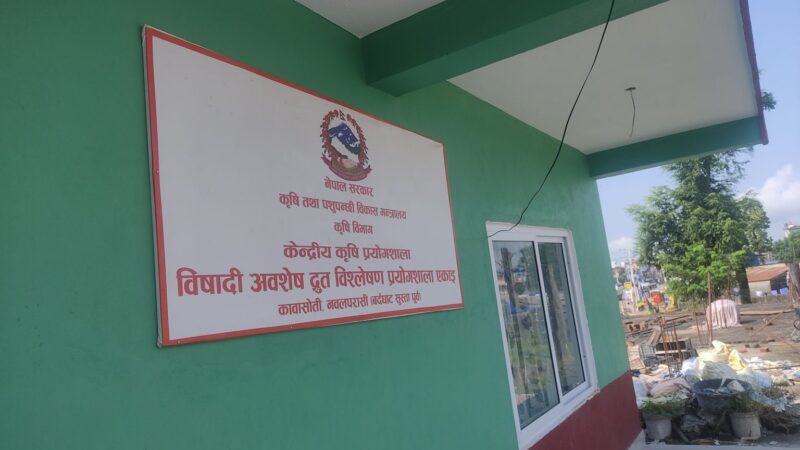 नेपाल सरकार
कृषि तथा पशुपन्छी विकास मन्त्रालय
कृषि विभाग
केन्द्रीय कृषि प्रयोगशाला
विषादी अवशेष द्रुत विश्लेषण प्रयोगशाला एकाइ
कावासोती, नवलपरासी (बर्दघाट सुस्ता पूर्व)